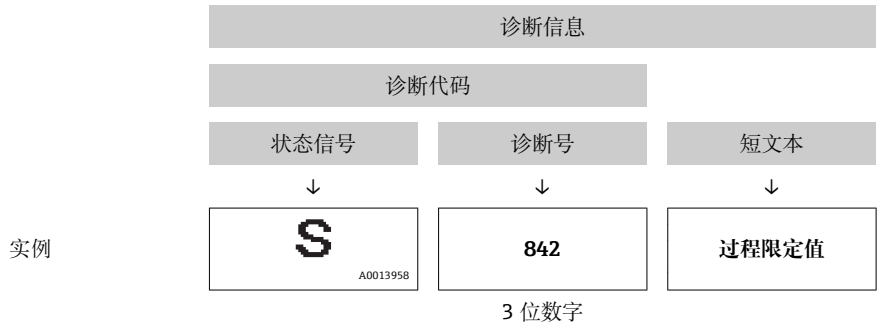 诊断信息
诊断代码
状态信号 诊断号 短文本
↓ ↓ ↓
实例 S 842 过程限定值
A0013958
3 位数字